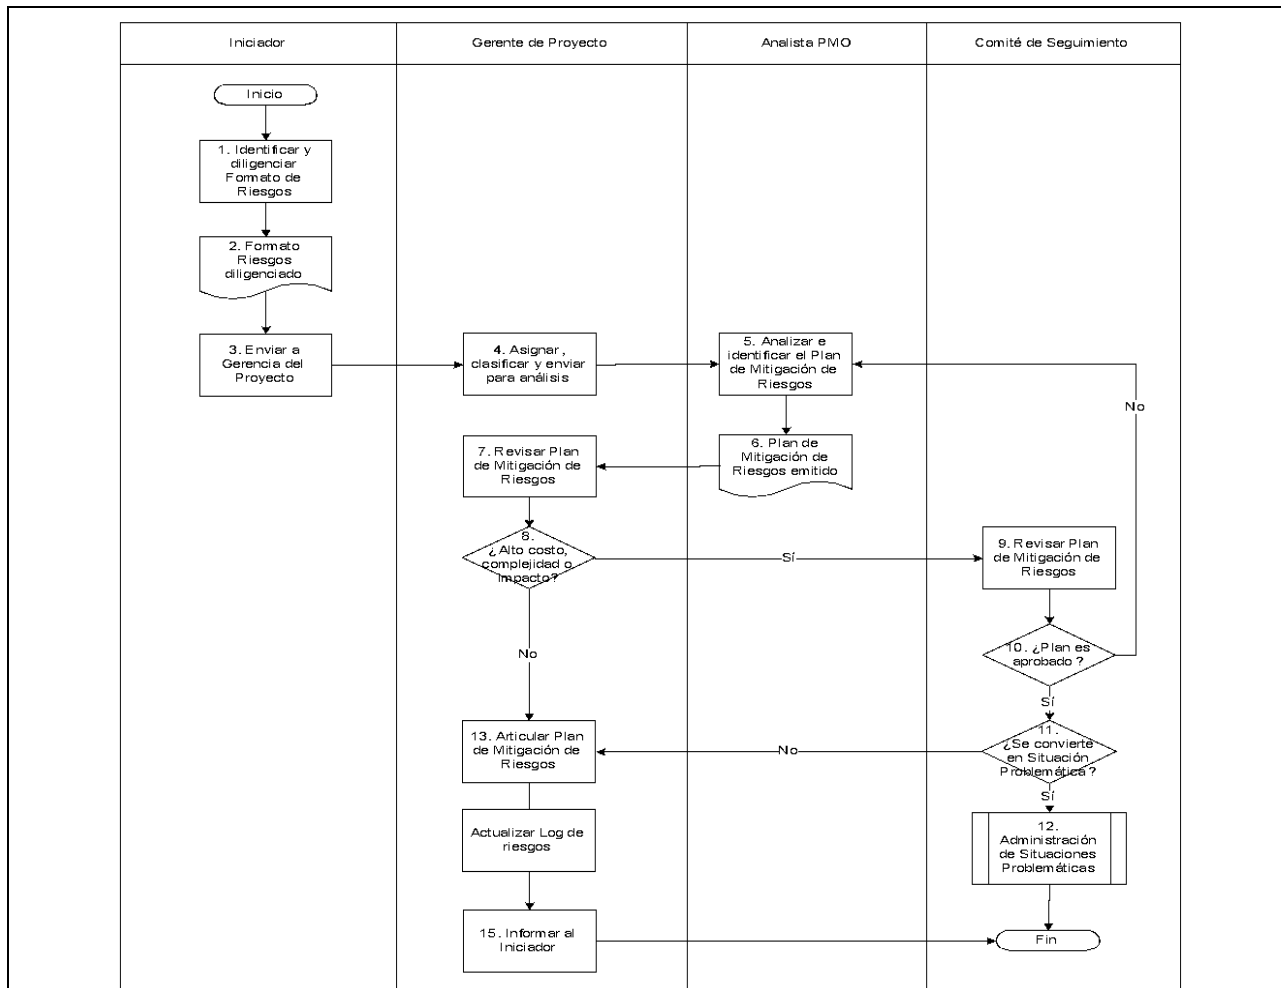 Iniciador
Gerente de Proyecto
Analista PMO
Comité de Seguimiento
Inicio
1. Identificar y
diligenciar
Formato de
Riesgos
2. Formato
Riesgos
diligenciado
3. Enviar a
Gerencia del
Proyecto
4. Asignar,
clasificar y enviar
para análisis
5. Analizar e
identificar el Plan
de Mitigación de
Riesgos
No
6. Plan de
Mitigación de
Riesgos emitido
7. Revisar Plan
de Mitigación de
Riesgos
8.
¿Alto costo,
complejidad o
impacto?
Sí
9. Revisar Plan
de Mitigación de
Riesgos
No
10. ¿Plan es
aprobado?
Sí
11.
¿Se convierte
en Situación
Problemática?
No
13. Articular Plan
de Mitigación de
Riesgos
Sí
12.
Administración
de Situaciones
Problemáticas
Actualizar Log de
riesgos
15. Informar al
Iniciador
Fin